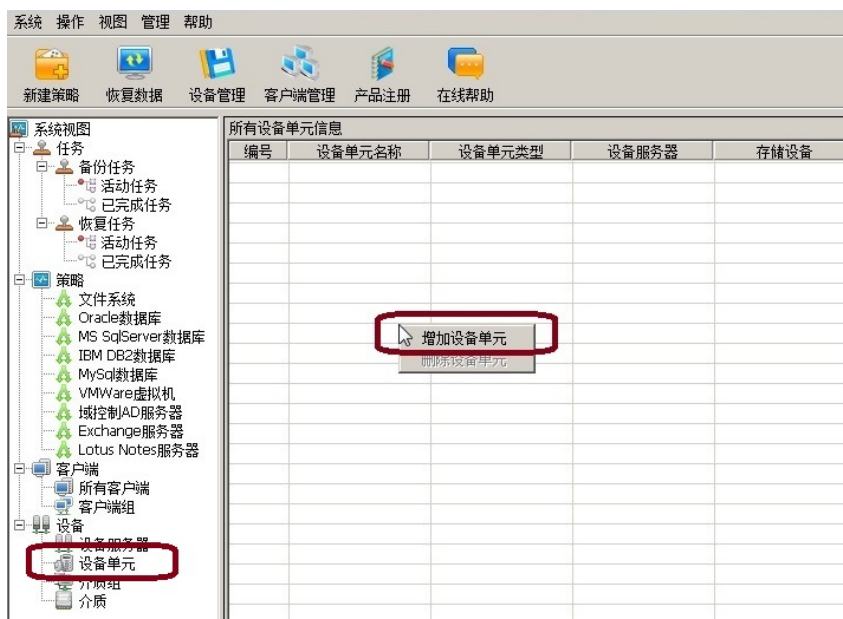 系统 操作 视图 管理 帮助
新建策略 恢复数据 设备管理 客户端管理 产品注册 在线帮助
系统视图
任务
备份任务
活动任务
已完成任务
恢复任务
活动任务
已完成任务
策略
文件系统
Oracle数据库
MS SqlServer数据库
IBM DB2数据库
MySql数据库
VMWare虚拟机
域控制AD服务器
Exchange服务器
Lotus Notes服务器
客户端
所有客户端
客户端组
设备
设备服务器
设备单元
介质组
介质
所有设备单元信息
编号 设备单元名称 设备单元类型 设备服务器 存储设备
增加设备单元
删除设备单元